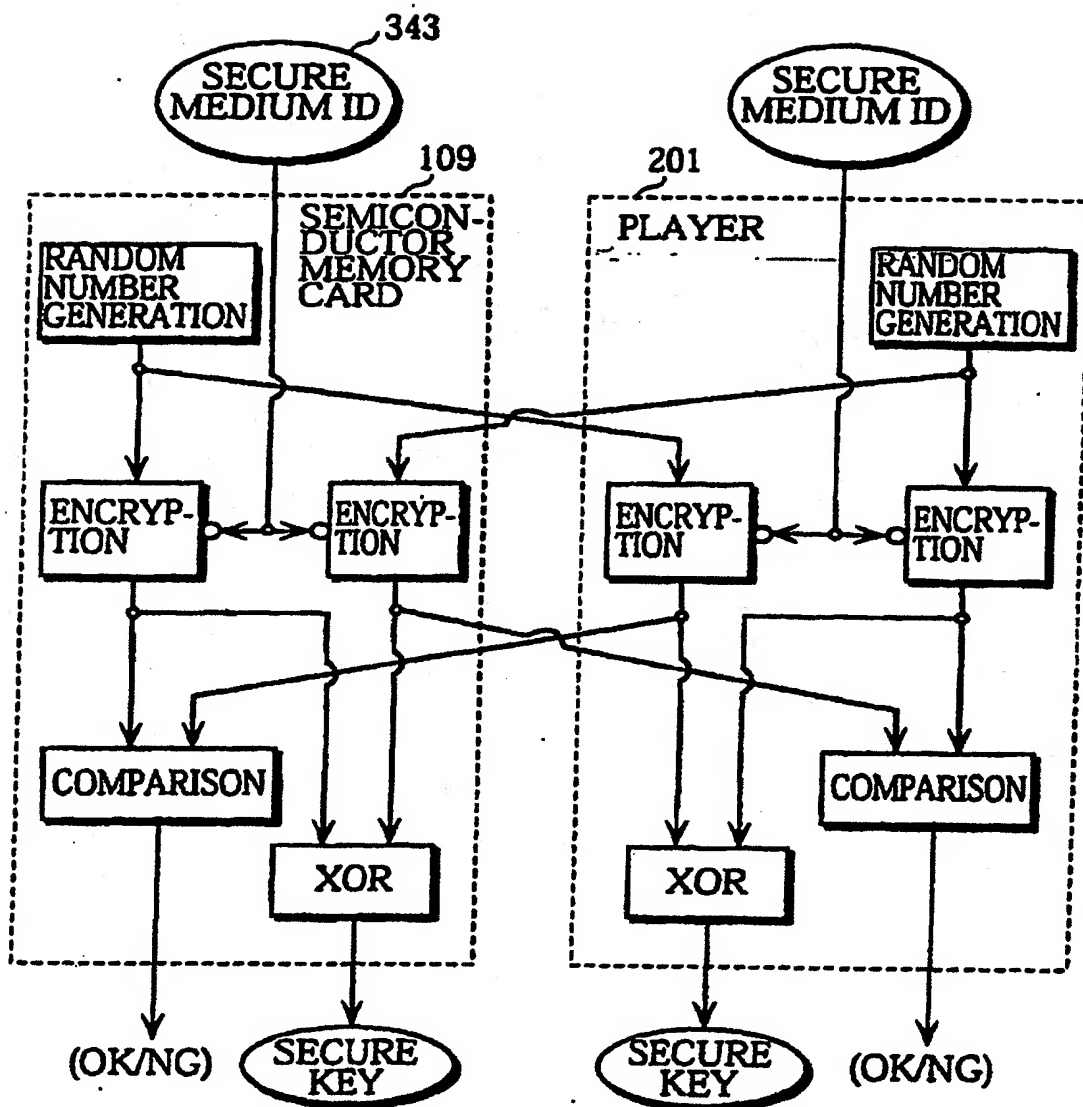 343
SECURE
MEDIUM ID
SECURE
MEDIUM ID
109
201
SEMICON-
DUCTOR
MEMORY
CARD
PLAYER
RANDOM
NUMBER
GENERATION
RANDOM
NUMBER
GENERATION
ENCRYP-
TION
ENCRYP-
TION
ENCRYP-
TION
ENCRYP-
TION
COMPARISON
COMPARISON
XOR
XOR
(OK/NG)
SECURE
KEY
SECURE
KEY
(OK/NG)